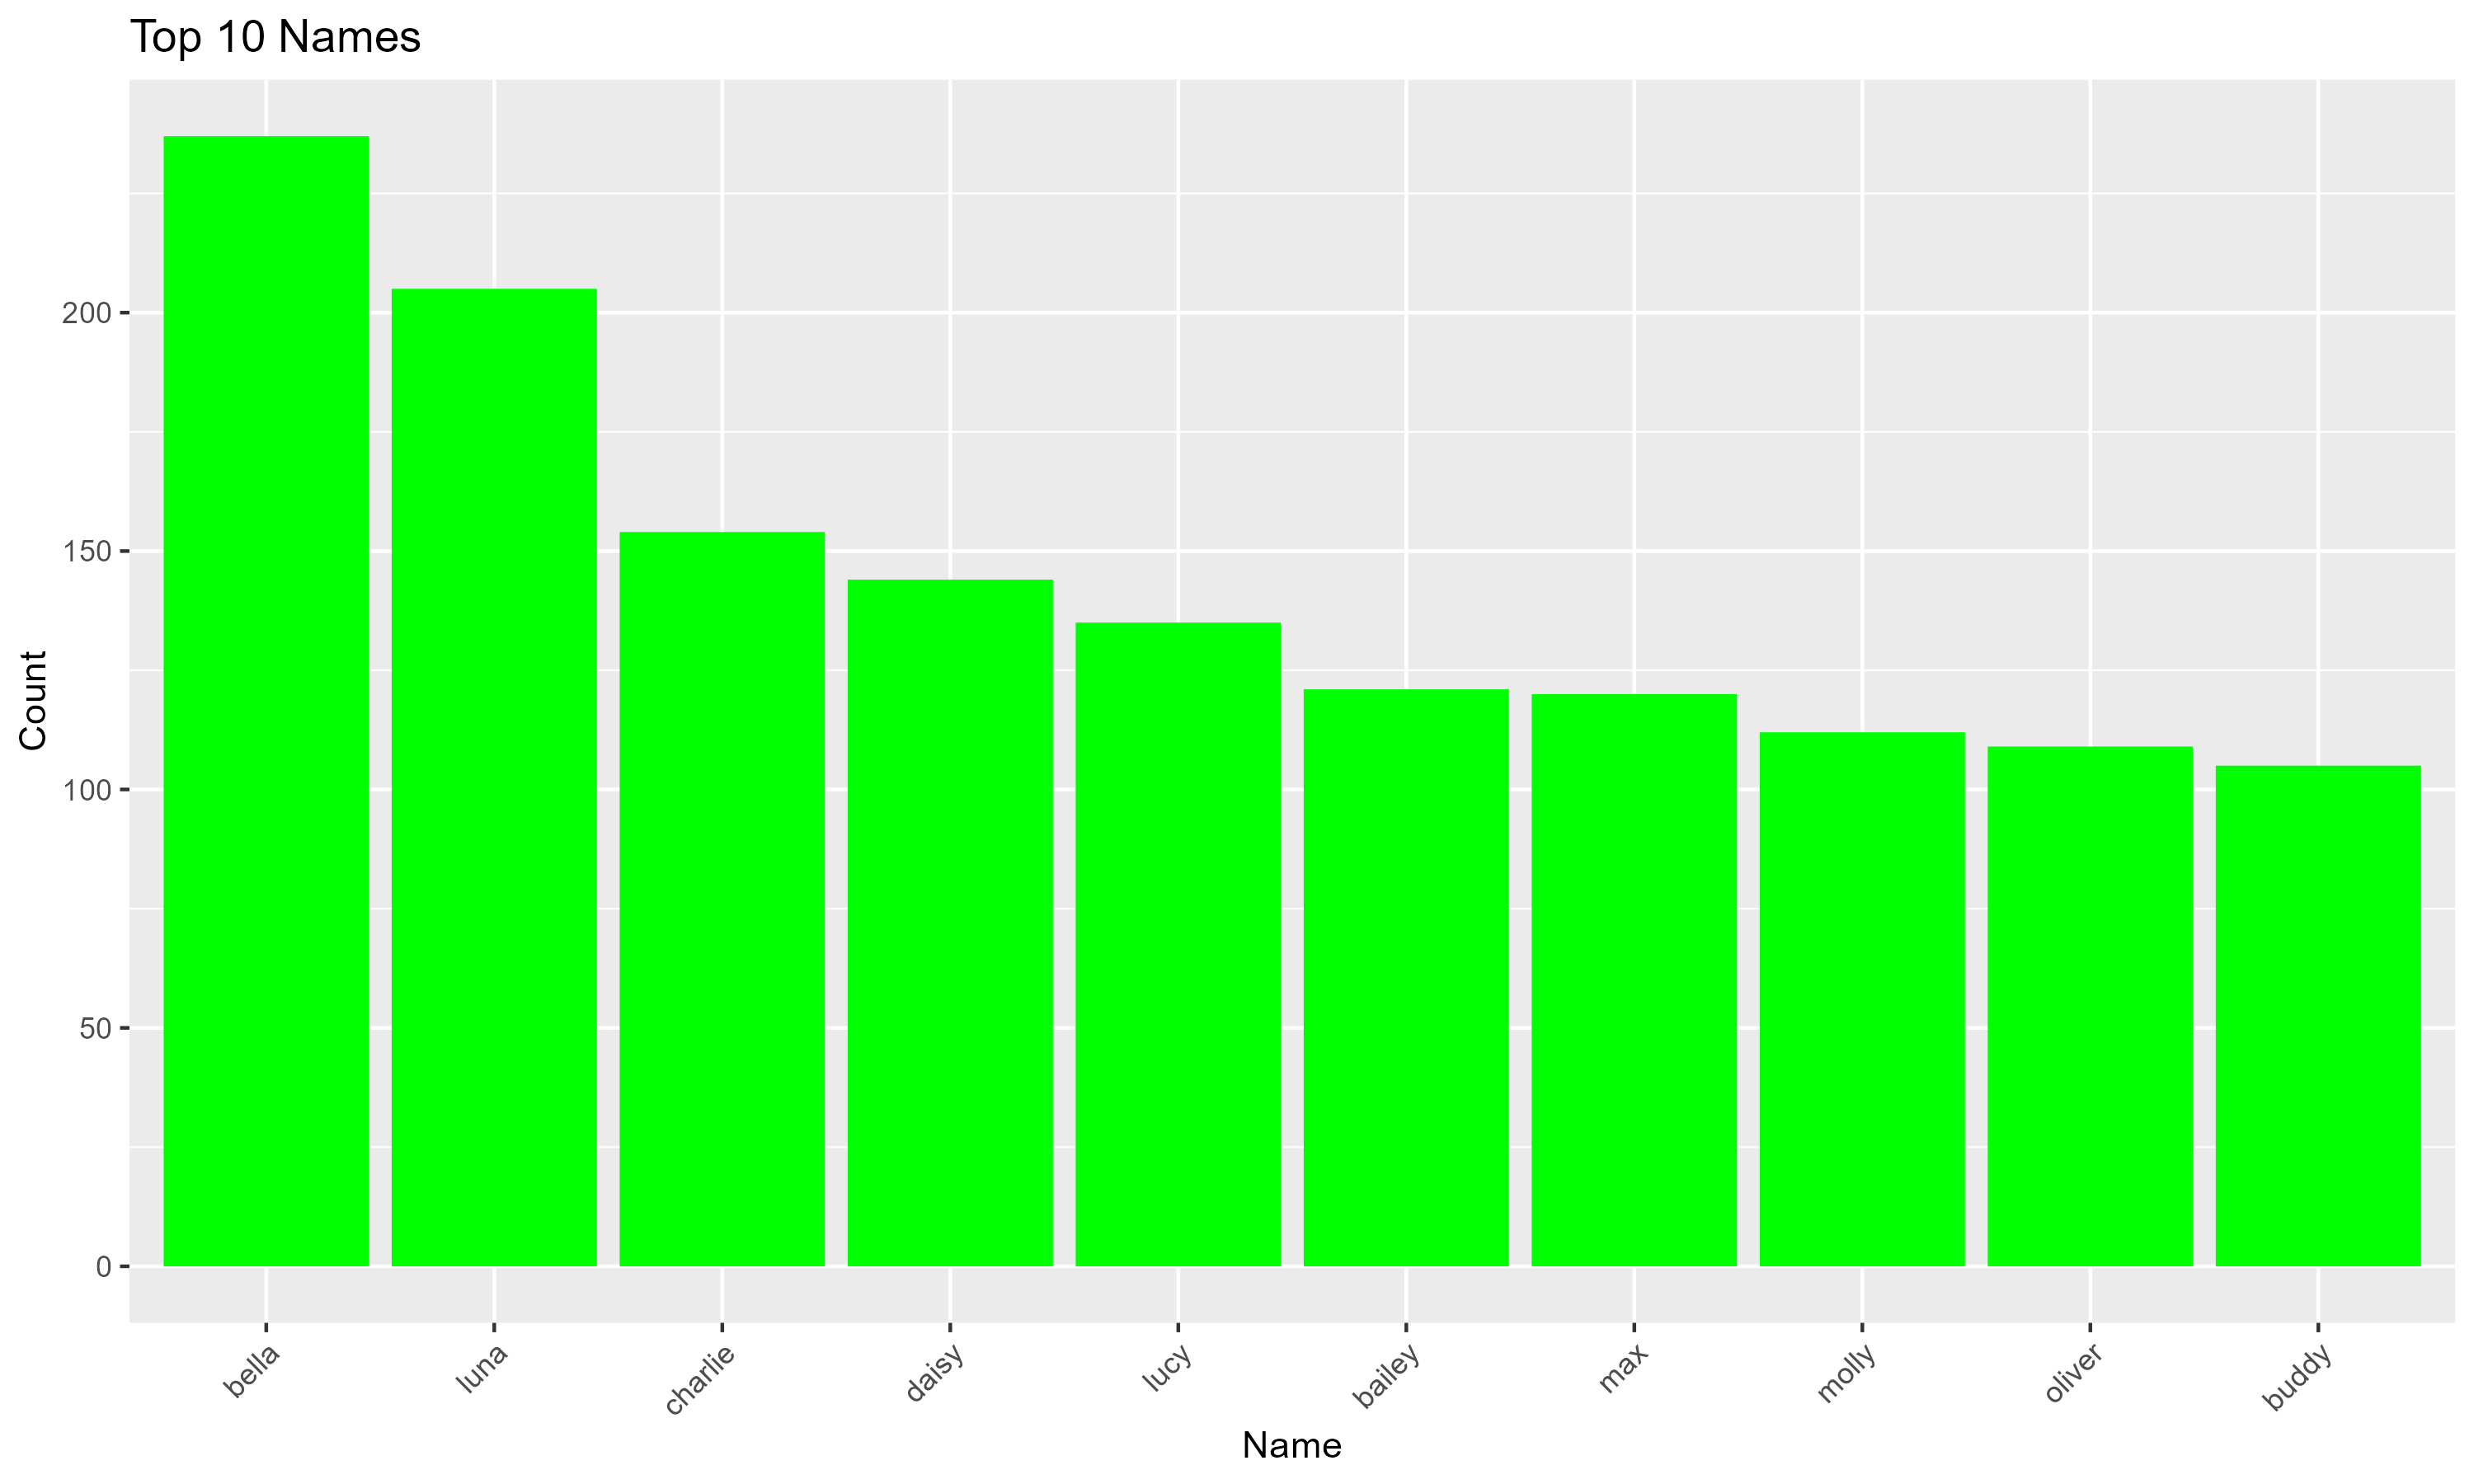 Top 10 Names
Count
200
150
100
50
0
bella
luna
charlie
daisy
lucy
bailey
max
molly
oliver
buddy
Name